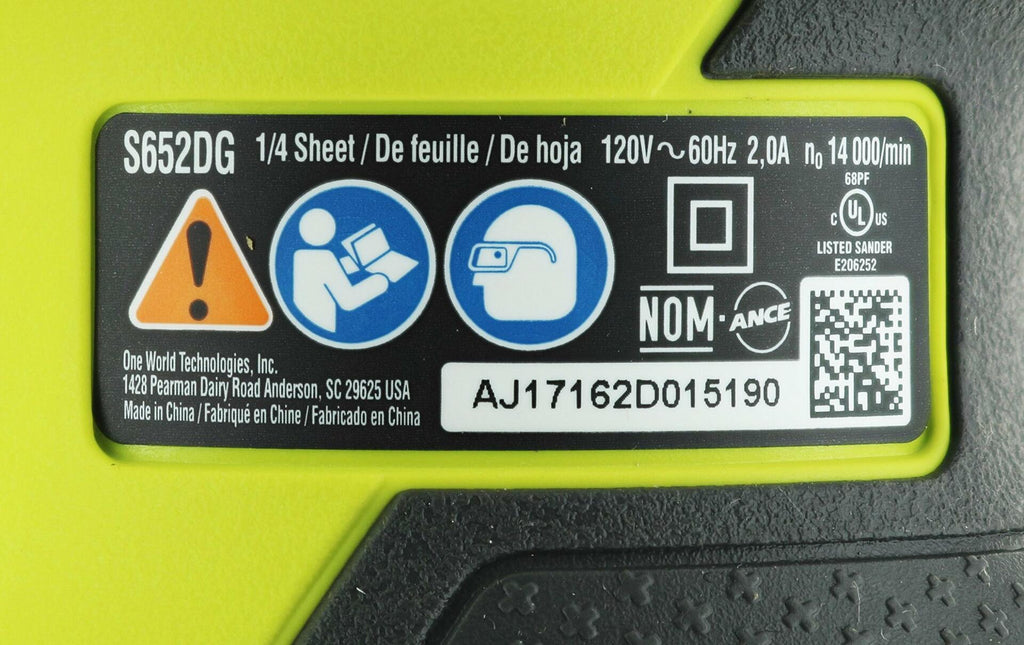 S652DG 1/4 Sheet / De feuille / De hoja 120V ~ 60Hz 2,0A n₀ 14 000/min
68PF
C UL US
LISTED SANDER
E206252
NOM-ANCE
One World Technologies, Inc.
1428 Pearman Dairy Road Anderson, SC 29625 USA
Made in China / Fabriqué en Chine / Fabricado en China
AJ17162D015190